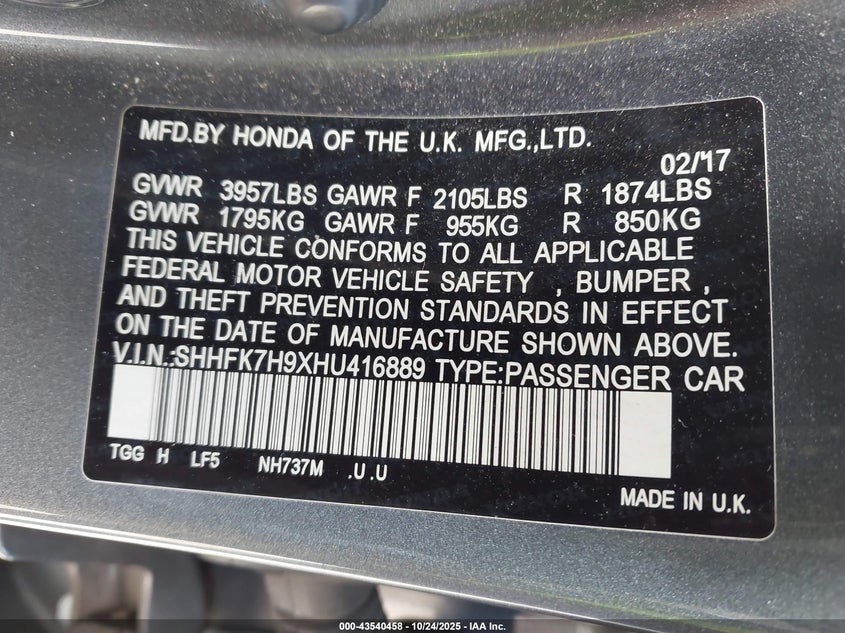 MFD.BY HONDA OF THE U.K. MFG.,LTD.
02/17
GVWR 3957LBS GAWR F 2105LBS R 1874LBS
GVWR 1795KG GAWR F 955KG R 850KG
THIS VEHICLE CONFORMS TO ALL APPLICABLE
FEDERAL MOTOR VEHICLE SAFETY , BUMPER ,
AND THEFT PREVENTION STANDARDS IN EFFECT
ON THE DATE OF MANUFACTURE SHOWN ABOVE.
V.I.N.:SHHFK7H9XHU416889 TYPE:PASSENGER CAR
TGG H LF5 NH737M .U .U
MADE IN U.K.
000-43540458 - 10/24/2025 - IAA Inc.